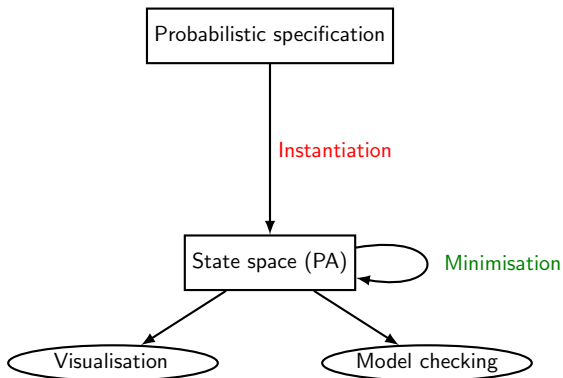 Probabilistic specification
Instantiation
State space (PA)
Minimisation
Visualisation
Model checking